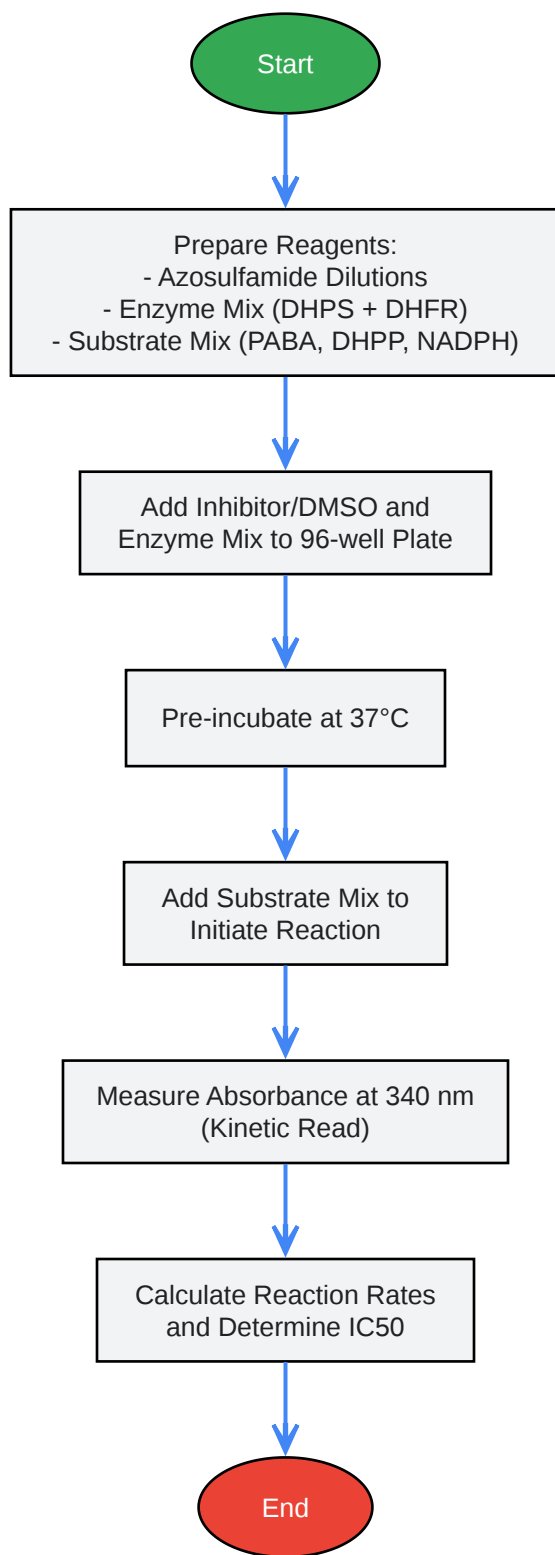 Start
Prepare Reagents:
- Azosulfamide Dilutions
- Enzyme Mix (DHPS + DHFR)
- Substrate Mix (PABA, DHPP, NADPH)
Add Inhibitor/DMSO and
Enzyme Mix to 96-well Plate
Pre-incubate at 37°C
Add Substrate Mix to
Initiate Reaction
Measure Absorbance at 340 nm
(Kinetic Read)
Calculate Reaction Rates
and Determine IC50
End